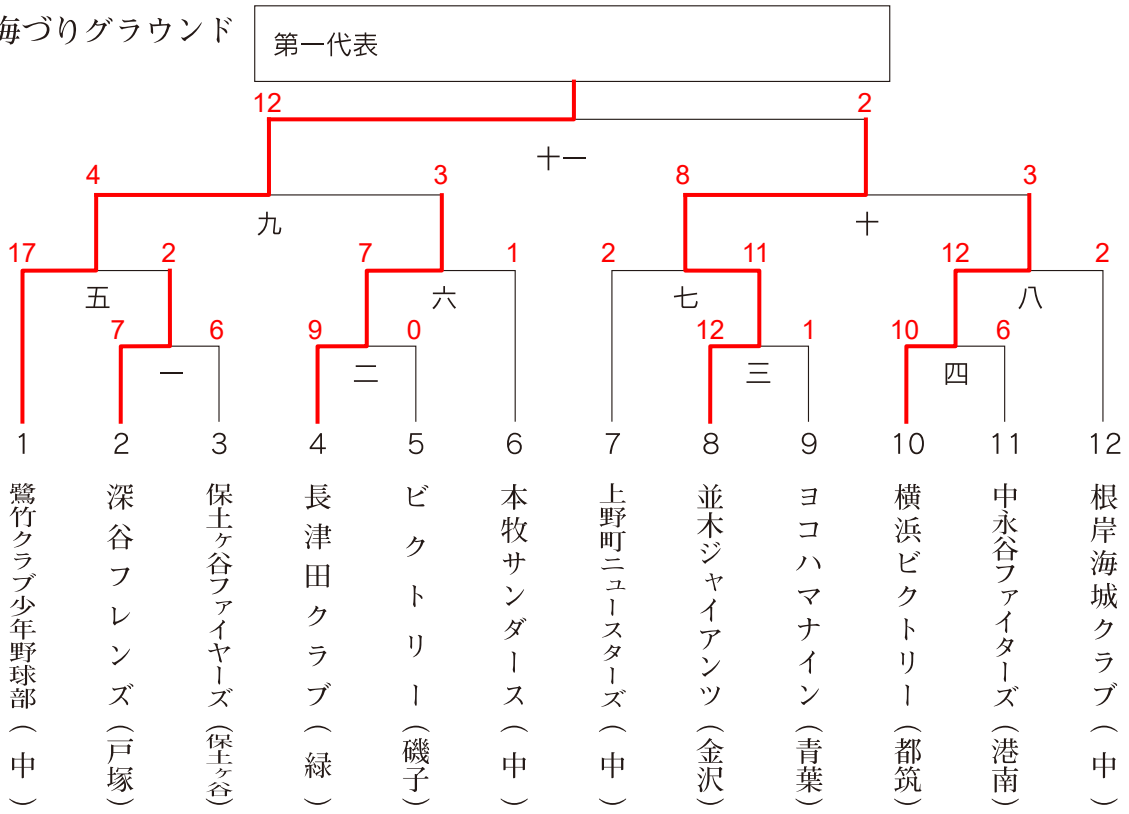 海づりグラウンド
第一代表
12 2
十一
4 3 8 3
九 十
17 2 7 1 2 11 12 2
五 六 七 八
7 6 9 0 12 1 10 6
一 二 三 四
1 2 3 4 5 6 7 8 9 10 11 12
鷺竹クラブ少年野球部(中)
深谷フレンズ(戸塚)
保土ヶ谷ファイヤーズ(保土ヶ谷)
長津田クラブ(緑)
ビクトリー(磯子)
本牧サンダース(中)
上野町ニュースターズ(中)
並木ジャイアンツ(金沢)
ヨコハマナイン(青葉)
横浜ビクトリー(都筑)
中永谷ファイターズ(港南)
根岸海城クラブ(中)